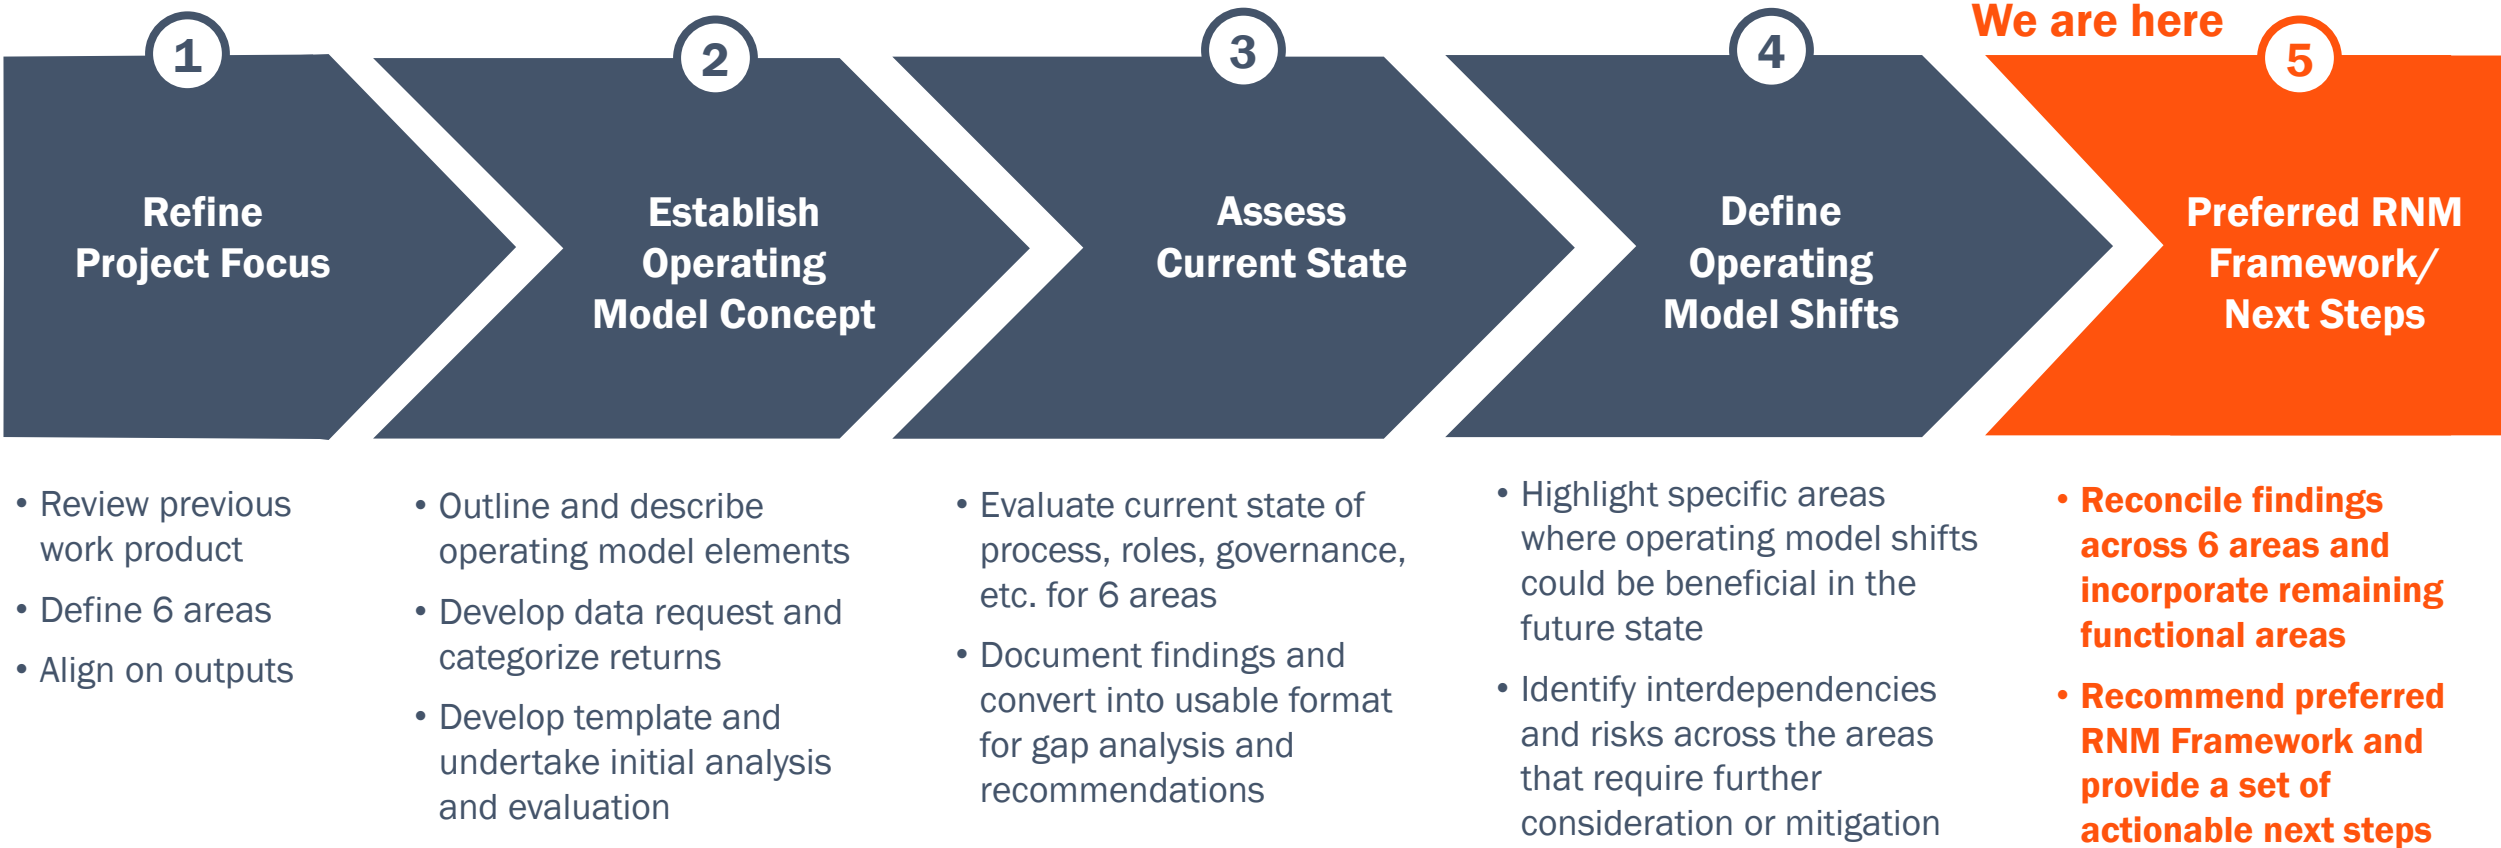 We are here
1
2
3
4
5
Refine
Project Focus
Establish
Operating
Model Concept
Assess
Current State
Define
Operating
Model Shifts
Preferred RNM
Framework/
Next Steps
• Review previous
work product
• Define 6 areas
• Align on outputs
• Outline and describe
operating model elements
• Develop data request and
categorize returns
• Develop template and
undertake initial analysis
and evaluation
• Evaluate current state of
process, roles, governance,
etc. for 6 areas
• Document findings and
convert into usable format
for gap analysis and
recommendations
• Highlight specific areas
where operating model shifts
could be beneficial in the
future state
• Identify interdependencies
and risks across the areas
that require further
consideration or mitigation
• Reconcile findings
across 6 areas and
incorporate remaining
functional areas
• Recommend preferred
RNM Framework and
provide a set of
actionable next steps